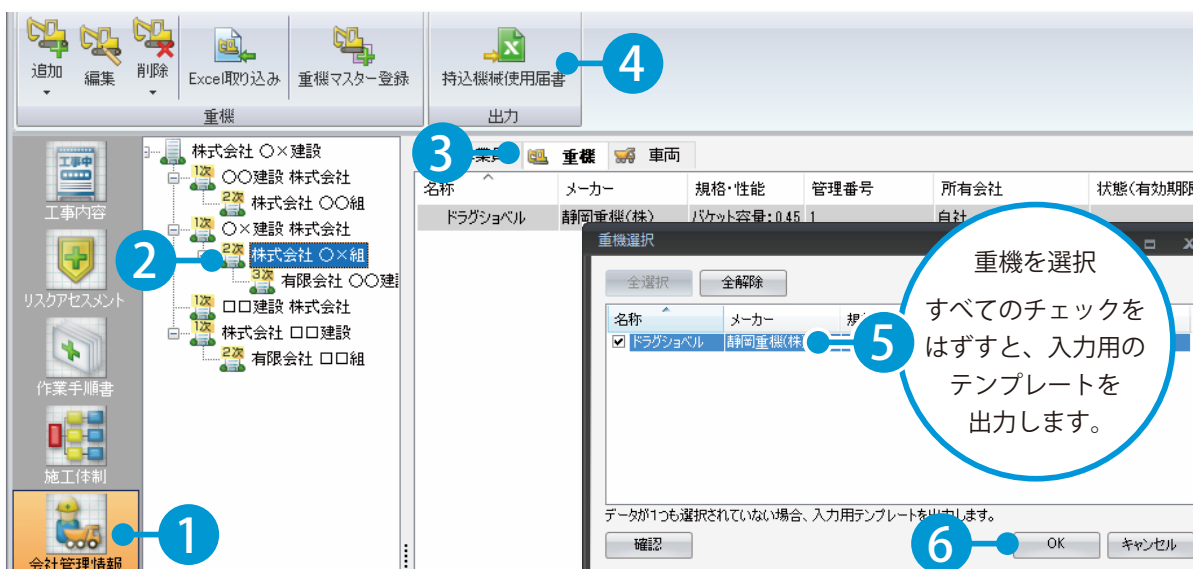 追加
編集
削除
Excel取り込み
重機マスター登録
持込機械使用届書
4
重機
出力
工事中
工事内容
リスクアセスメント
作業手順書
施工体制
会社管理情報
1
株式会社 〇×建設
1次 〇〇建設 株式会社
2次 株式会社 〇〇組
1次 〇×建設 株式会社
2
2次 株式会社 〇×組
3次 有限会社 〇〇建
1次 口口建設 株式会社
1次 株式会社 口口建設
2次 有限会社 口口組
3
重機
車両
名称 メーカー 規格・性能 管理番号 所有会社 状態(有効期限
ドラグショベル 静岡重機(株) バケット容量:0.45 1 自社
重機選択
全選択 全解除
名称 メーカー
ドラグショベル 静岡重機(株
5
重機を選択
すべてのチェックを
はずすと、入力用の
テンプレートを
出力します。
データが1つも選択されていない場合、入力用テンプレートを出力します。
確認
6
OK
キャンセル